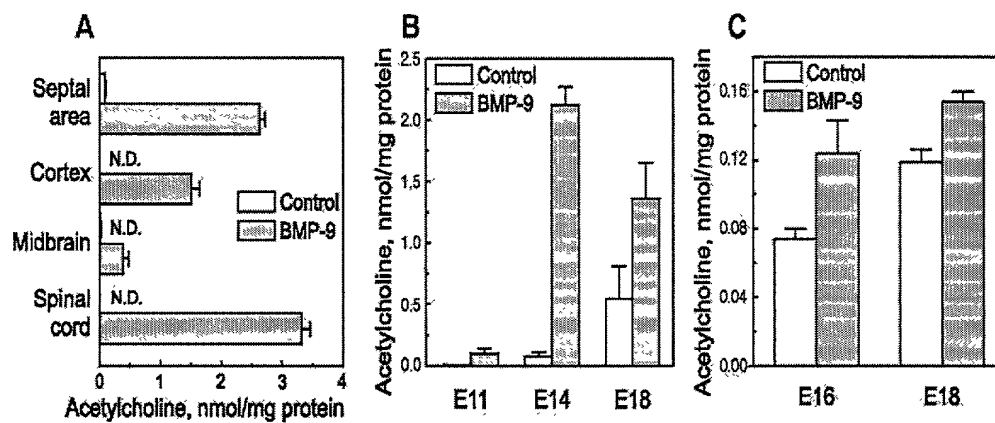 A
Septal
area
N.D.
Cortex
Control
BMP-9
N.D.
Midbrain
N.D.
Spinal
cord
0 1 2 3 4
Acetylcholine, nmol/mg protein
B
Acetylcholine, nmol/mg protein
2.5
2.0
1.5
1.0
0.5
0.0
Control
BMP-9
E11 E14 E18
C
Acetylcholine, nmol/mg protein
0.16
0.12
0.08
0.04
0.00
Control
BMP-9
E16 E18